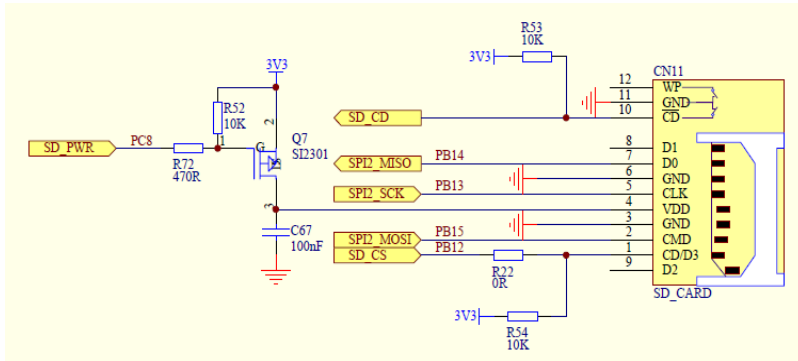 R53
10K
3V3
CN11
3V3
12 WP
11 GND
10 CD
R52
10K
2
SD_CD
SD_PWR PC8
1 G
Q7
SI2301
8 D1
R72
470R
SPI2_MISO PB14
7 D0
6 GND
SPI2_SCK PB13
5 CLK
3
4 VDD
C67
100nF
3 GND
SPI2_MOSI PB15
2 CMD
SD_CS PB12
1 CD/D3
R22
0R
9 D2
SD_CARD
3V3
R54
10K